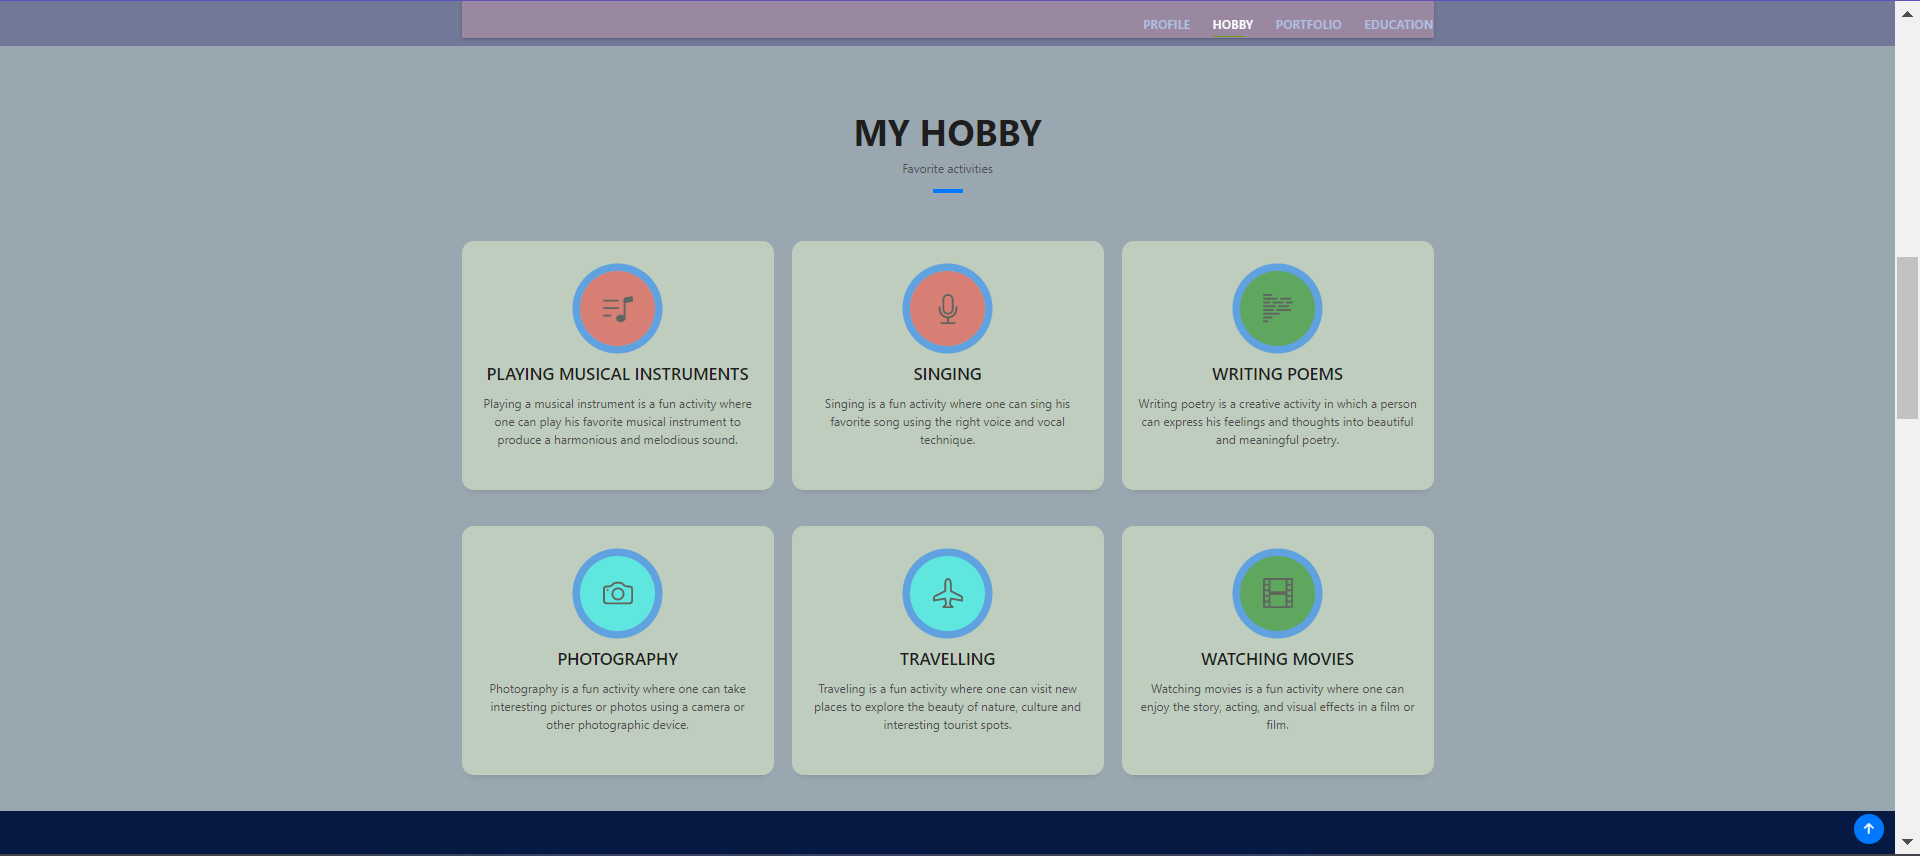 PROFILE HOBBY PORTFOLIO EDUCATION
MY HOBBY
Favorite activities
PLAYING MUSICAL INSTRUMENTS
Playing a musical instrument is a fun activity where
one can play his favorite musical instrument to
produce a harmonious and melodious sound.
SINGING
Singing is a fun activity where one can sing his
favorite song using the right voice and vocal
technique.
WRITING POEMS
Writing poetry is a creative activity in which a person
can express his feelings and thoughts into beautiful
and meaningful poetry.
PHOTOGRAPHY
Photography is a fun activity where one can take
interesting pictures or photos using a camera or
other photographic device.
TRAVELLING
Traveling is a fun activity where one can visit new
places to explore the beauty of nature, culture and
interesting tourist spots.
WATCHING MOVIES
Watching movies is a fun activity where one can
enjoy the story, acting, and visual effects in a film or
film.